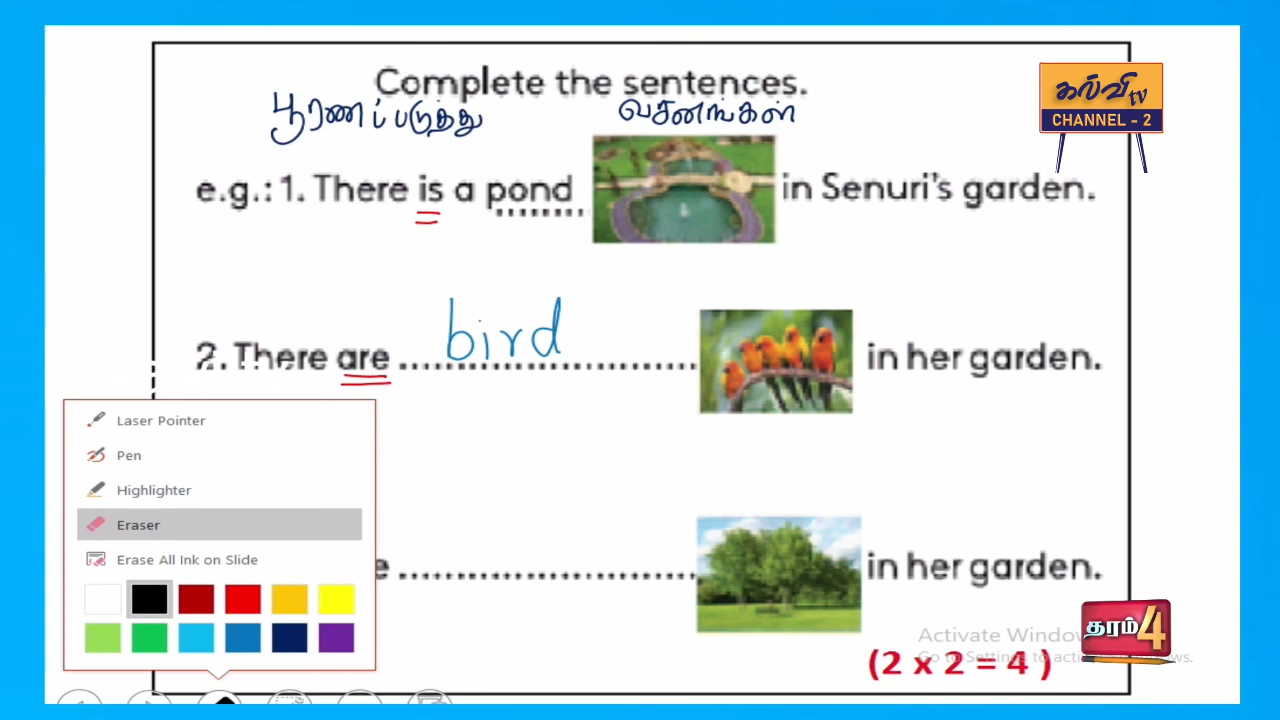 Complete the sentences.
பூரணப்படுத்து வசனங்கள்
கல்வி tv
CHANNEL - 2
e.g.: 1. There is a pond in Senuri's garden.
2. There are bird in her garden.
Laser Pointer
Pen
Highlighter
Eraser
Erase All Ink on Slide
e in her garden.
Activate Window
தரம் 4
(2 x 2 = 4 )